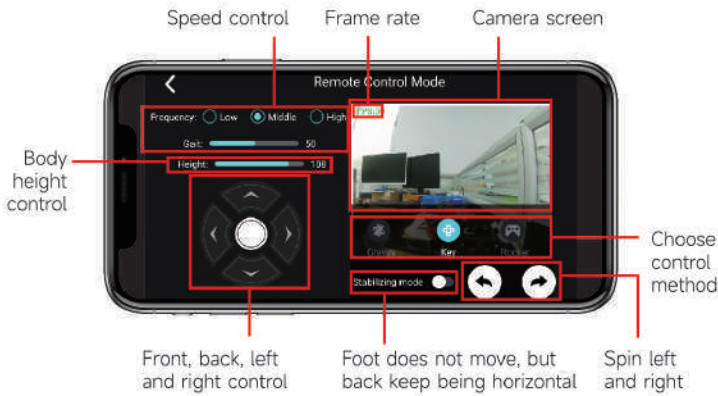 Speed control
Frame rate
Camera screen
Remote Control Mode
Frequency: Low Middle High
Gait: 50
Height: 108
Body
height
control
Gravity Key Rocker
Choose
control
method
Stabilizing mode
Front, back, left
and right control
Foot does not move, but
back keep being horizontal
Spin left
and right